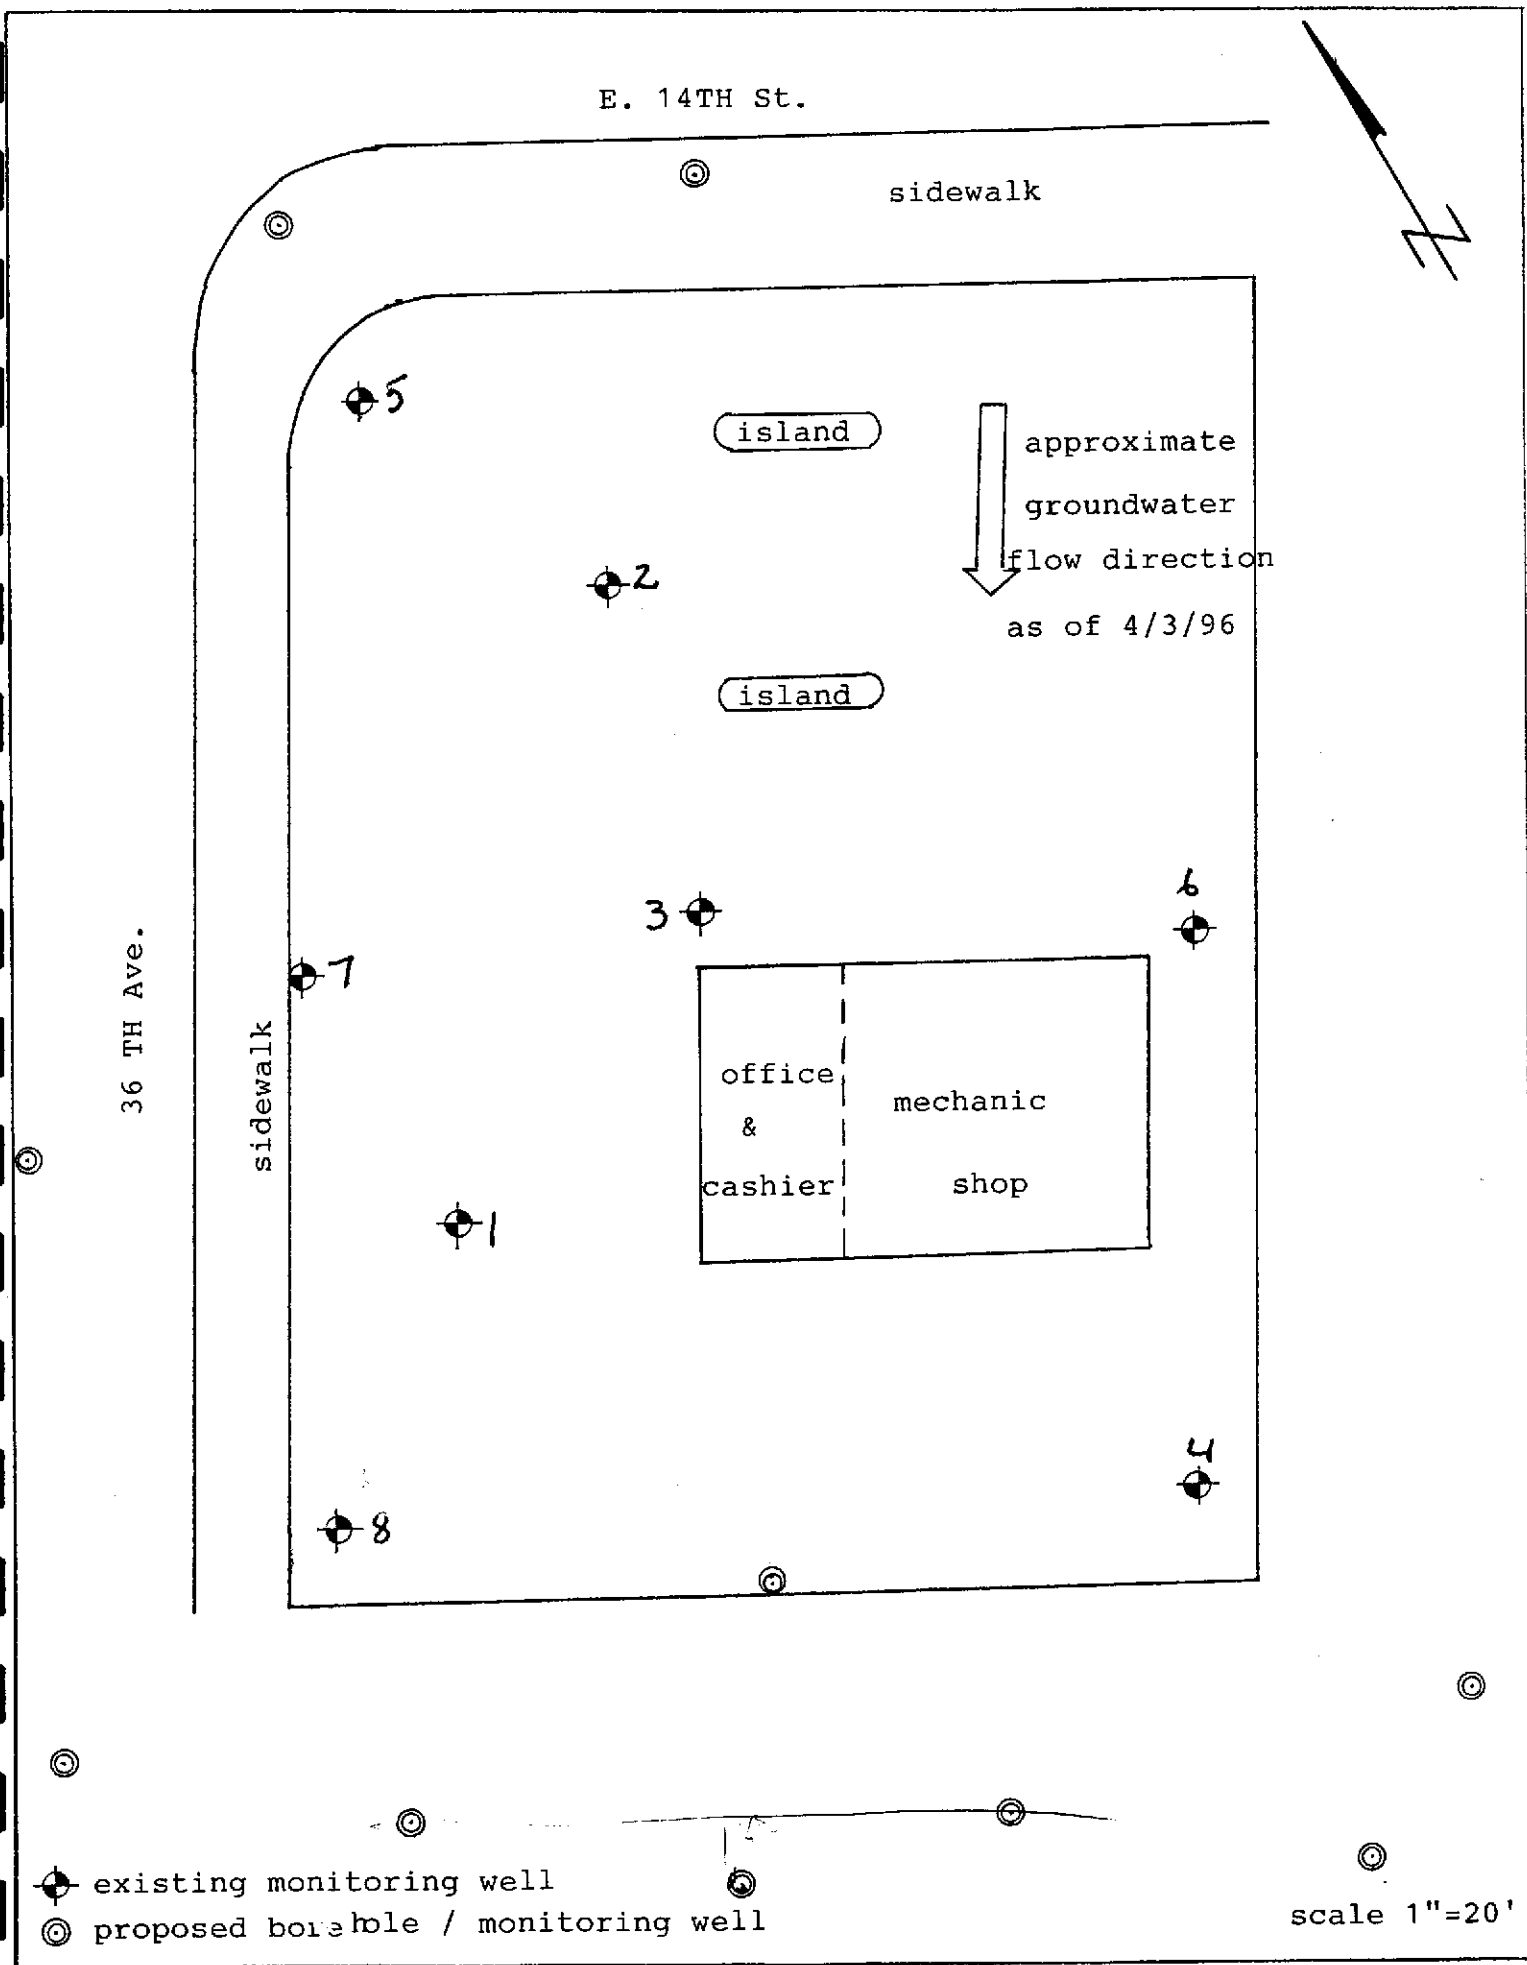 E. 14TH St.
sidewalk
5
island
approximate
groundwater
flow direction
as of 4/3/96
2
island
6
3
7
36 TH Ave.
sidewalk
office
&
cashier
mechanic
shop
1
4
8
existing monitoring well
proposed borehole / monitoring well
scale 1"=20'
N